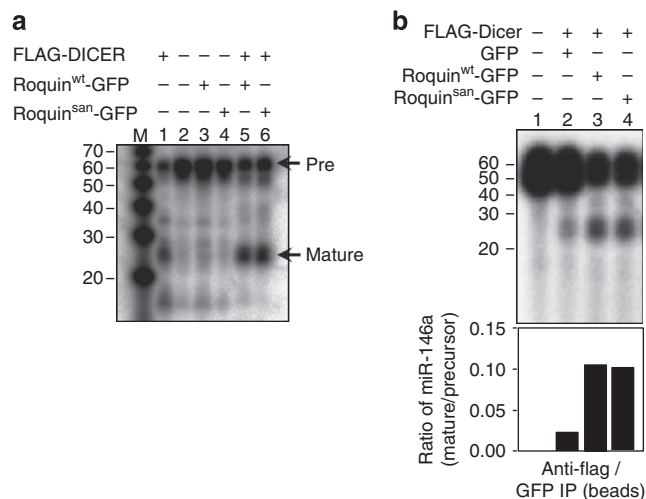 a
FLAG-DICER + – – – + +
Roquinwt-GFP – – + – + –
Roquinsan-GFP – – – + – +
M 1 2 3 4 5 6
70
60
50
40
30
20
Pre
Mature
b
FLAG-Dicer – + + +
GFP – + – –
Roquinwt-GFP – – + –
Roquinsan-GFP – – – +
1 2 3 4
60
50
40
30
20
Ratio of miR-146a
(mature/precursor)
0.15
0.10
0.05
0.00
Anti-flag /
GFP IP (beads)